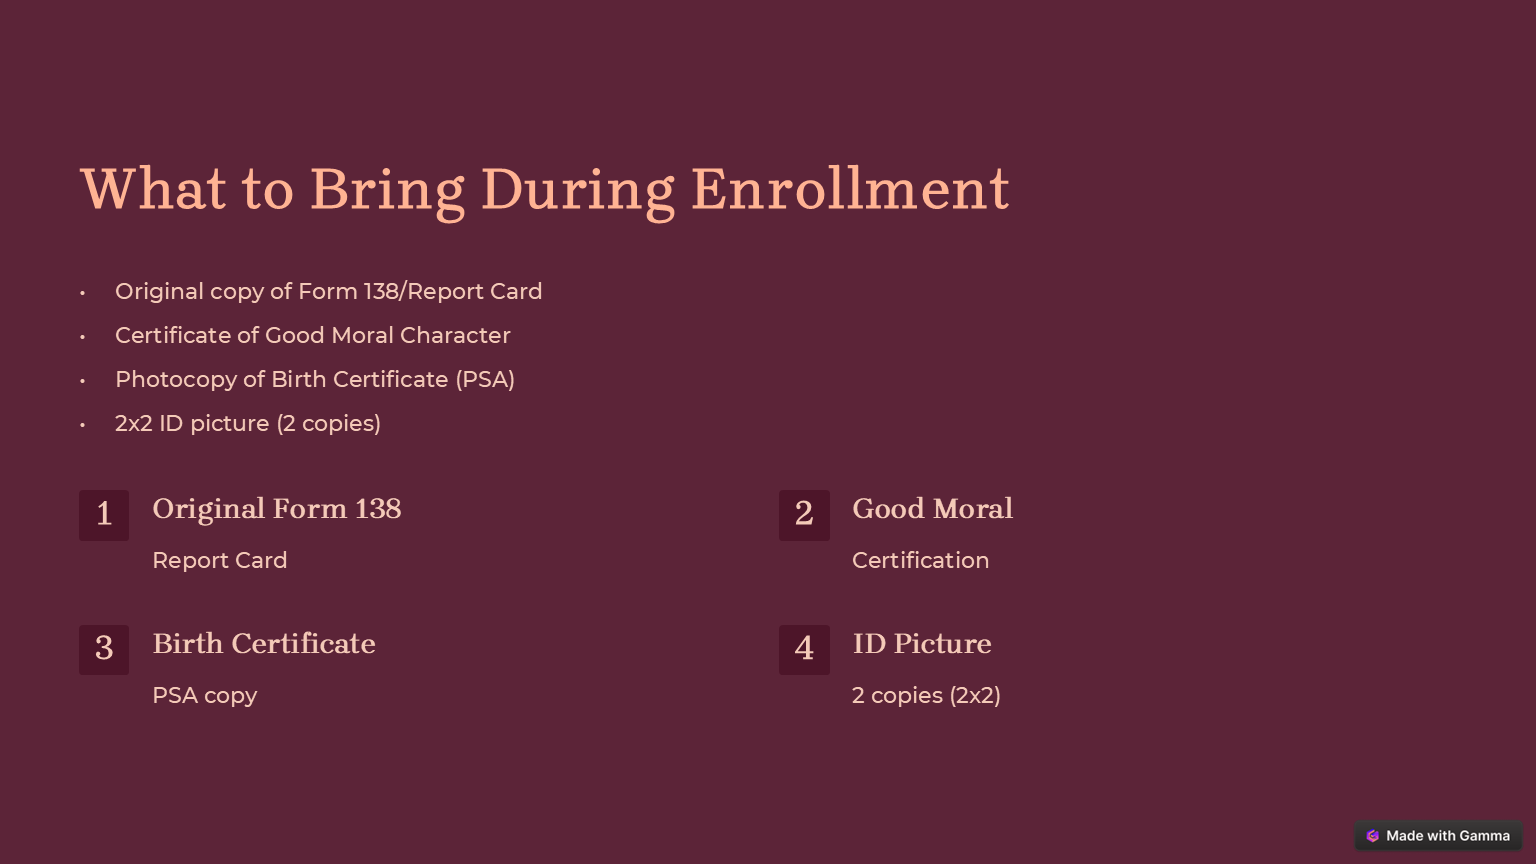 What to Bring During Enrollment
• Original copy of Form 138/Report Card
• Certificate of Good Moral Character
• Photocopy of Birth Certificate (PSA)
• 2x2 ID picture (2 copies)
1 Original Form 138
Report Card
2 Good Moral
Certification
3 Birth Certificate
PSA copy
4 ID Picture
2 copies (2x2)
Made with Gamma